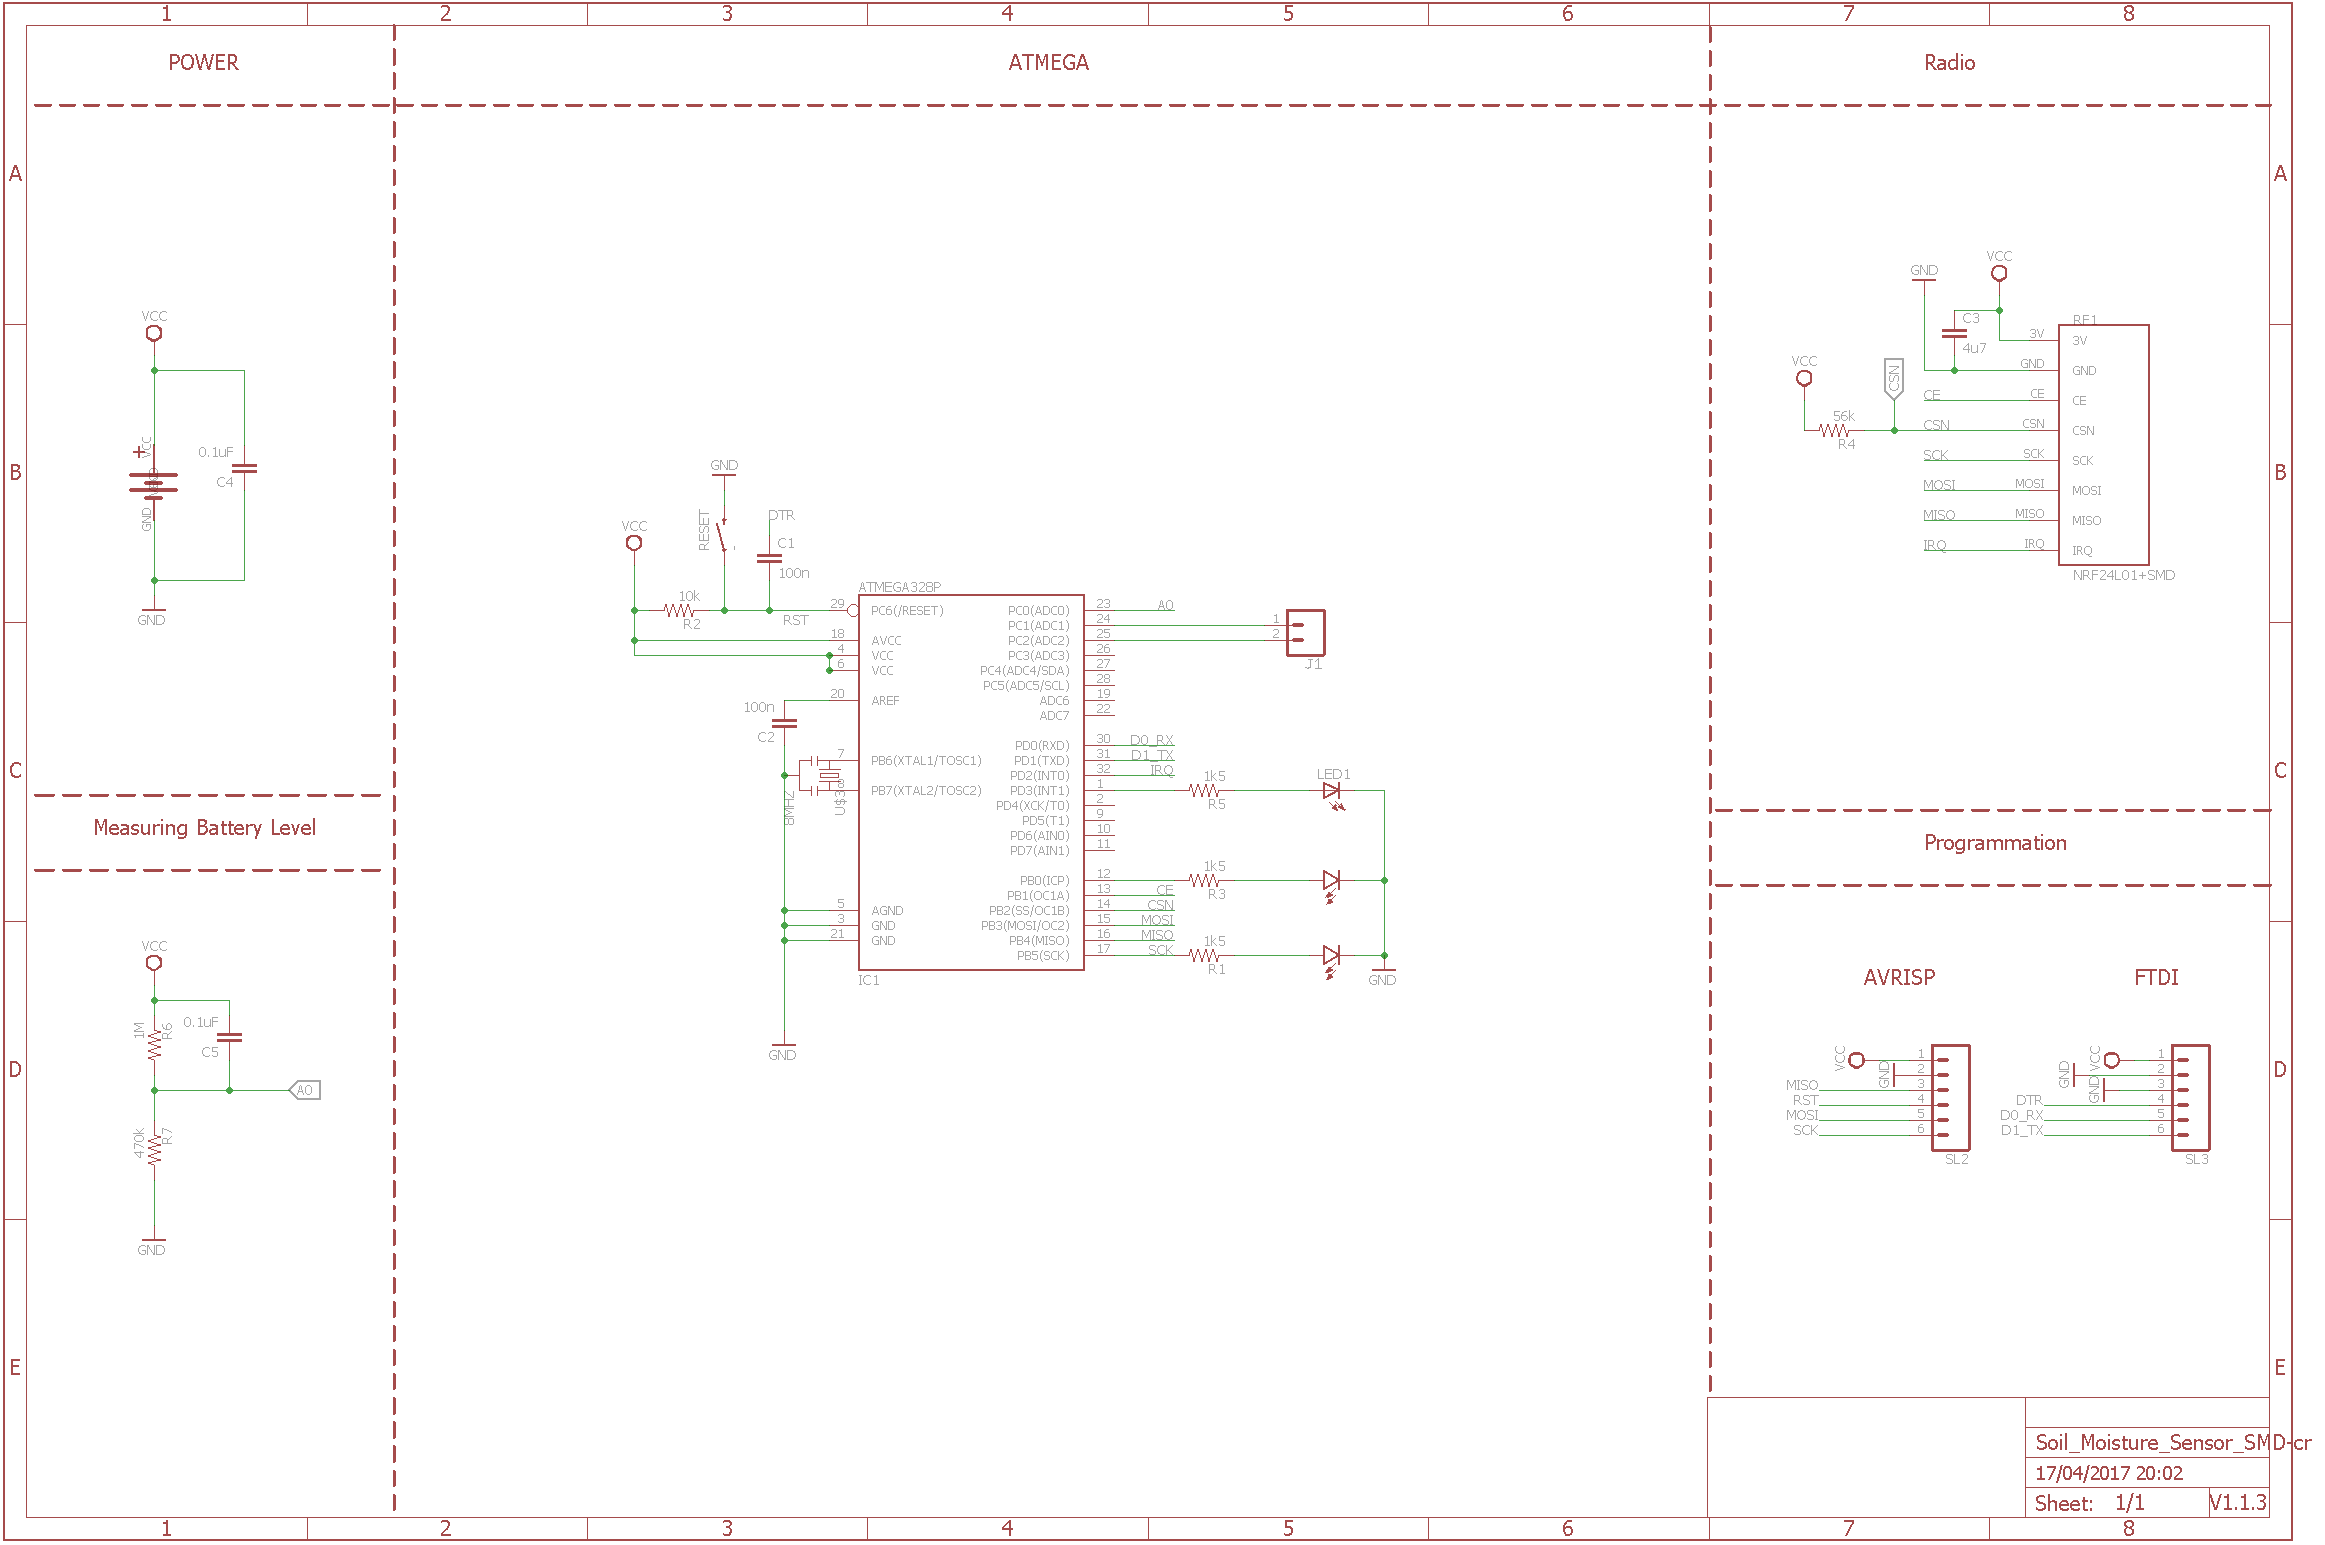 1 2 3 4 5 6 7 8
POWER
ATMEGA
Radio
A
A
B
B
C
C
D
D
E
E
VCC
VCC
GND
0.1uF
C4
GND
Measuring Battery Level
VCC
1M
R6
0.1uF
C5
A0
470k
R7
GND
GND
VCC
RESET
DTR
C1
100n
10k
R2
RST
100n
C2
8MHZ
GND
ATMEGA328P
29 PC6(/RESET)
18 AVCC
4 VCC
6 VCC
20 AREF
7 PB6(XTAL1/TOSC1)
8 PB7(XTAL2/TOSC2)
5 AGND
3 GND
21 GND
IC1
PC0(ADC0) 23 A0
PC1(ADC1) 24
PC2(ADC2) 25
PC3(ADC3) 26
PC4(ADC4/SDA) 27
PC5(ADC5/SCL) 28
ADC6 19
ADC7 22
PD0(RXD) 30 D0_RX
PD1(TXD) 31 D1_TX
PD2(INT0) 32 IRQ
PD3(INT1) 1
PD4(XCK/T0) 2
PD5(T1) 9
PD6(AIN0) 10
PD7(AIN1) 11
PB0(ICP) 12
PB1(OC1A) 13 CE
PB2(SS/OC1B) 14 CSN
PB3(MOSI/OC2) 15 MOSI
PB4(MISO) 16 MISO
PB5(SCK) 17 SCK
1
2
J1
1k5
R5
LED1
1k5
R3
1k5
R1
GND
GND
VCC
C3
4u7
VCC
56k
R4
CSN
RF1
3V 3V
GND GND
CE CE CE
CSN CSN CSN
SCK SCK SCK
MOSI MOSI MOSI
MISO MISO MISO
IRQ IRQ IRQ
NRF24L01+SMD
Programmation
AVRISP
FTDI
VCC 1
GND 2
MISO 3
RST 4
MOSI 5
SCK 6
SL2
VCC 1
GND 2
GND 3
DTR 4
D0_RX 5
D1_TX 6
SL3
Soil_Moisture_Sensor_SMD-cr
17/04/2017 20:02
Sheet: 1/1 V1.1.3
1 2 3 4 5 6 7 8